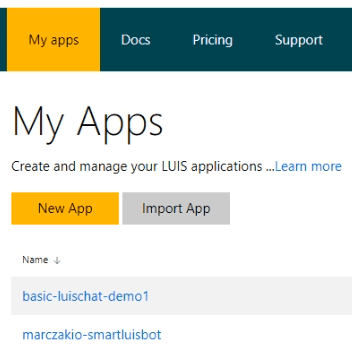 My apps Docs Pricing Support
My Apps
Create and manage your LUIS applications ...Learn more
New App Import App
Name ↓
basic-luischat-demo1
marczakio-smartluisbot